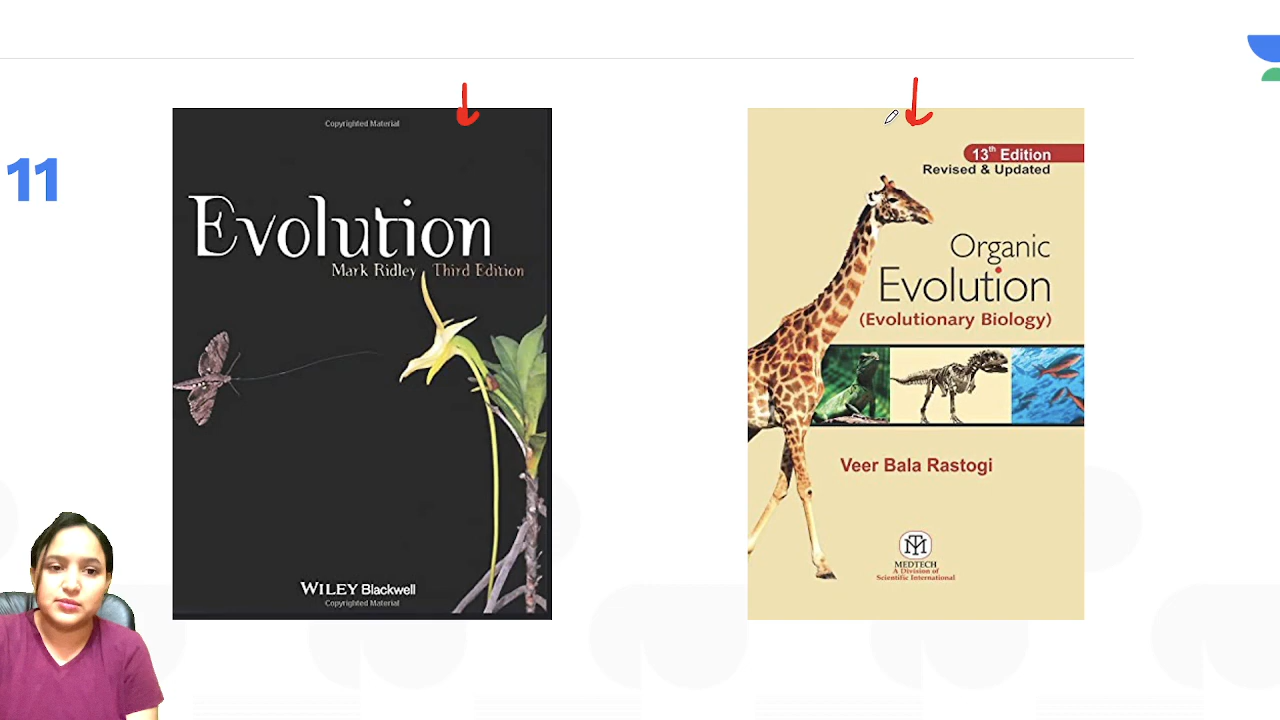 11
Copyrighted Material
Evolution
Mark Ridley Third Edition
WILEY Blackwell
Copyrighted Material
13th Edition
Revised & Updated
Organic
Evolution
(Evolutionary Biology)
Veer Bala Rastogi
MEDTECH
A Division of
Scientific International